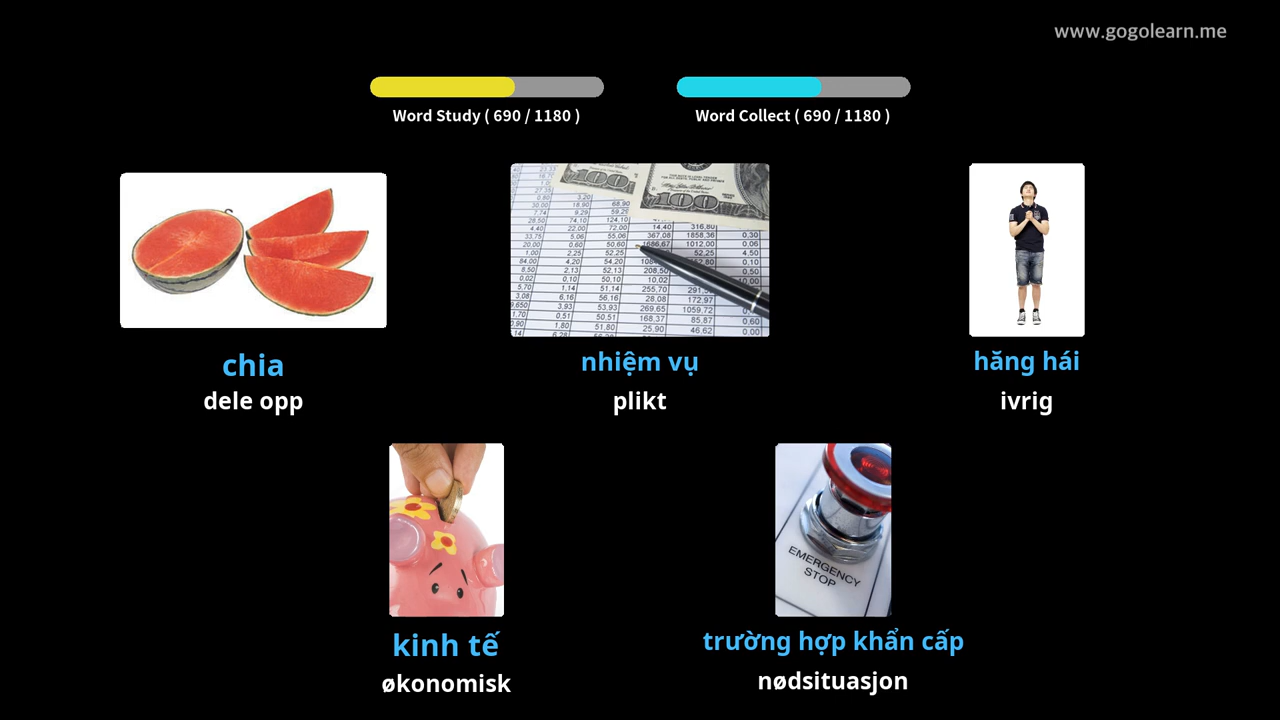 www.gogolearn.me
Word Study ( 690 / 1180 )
Word Collect ( 690 / 1180 )
chia
dele opp
nhiệm vụ
plikt
hăng hái
ivrig
kinh tế
økonomisk
EMERGENCY
STOP
trường hợp khẩn cấp
nødsituasjon